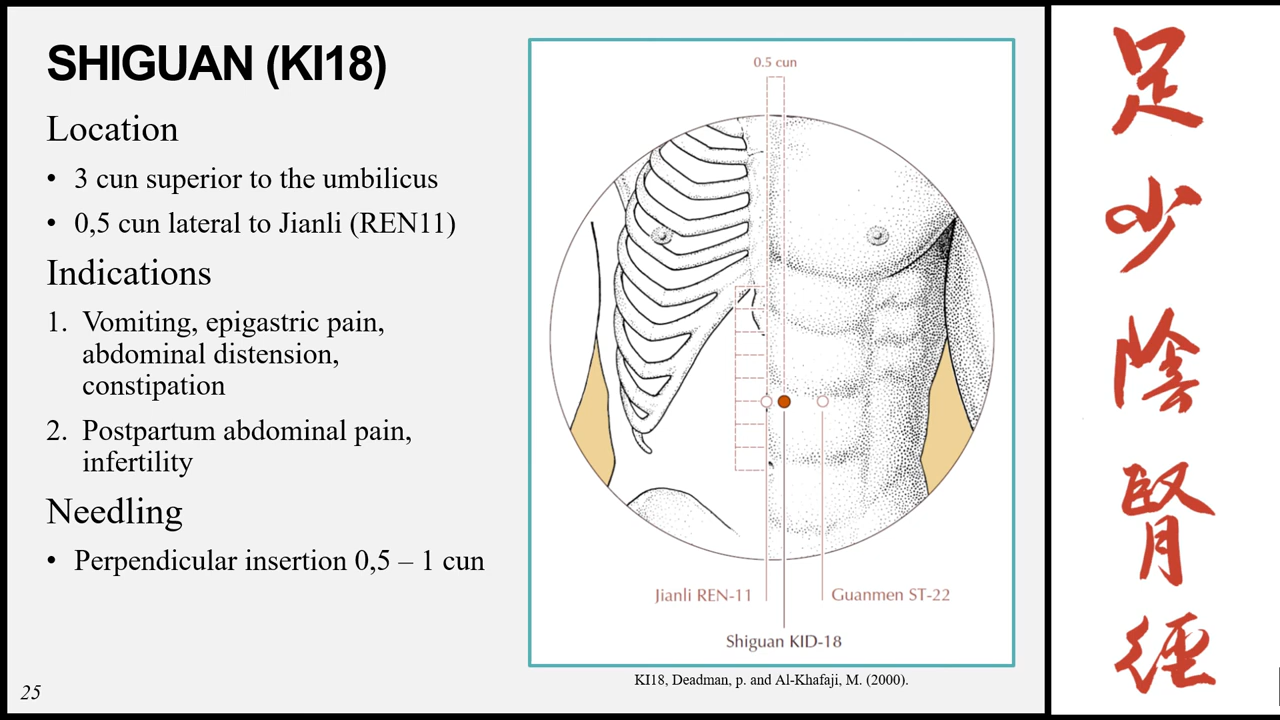 SHIGUAN (KI18)
Location
• 3 cun superior to the umbilicus
• 0,5 cun lateral to Jianli (REN11)
Indications
1. Vomiting, epigastric pain,
abdominal distension,
constipation
2. Postpartum abdominal pain,
infertility
Needling
• Perpendicular insertion 0,5 – 1 cun
25
0.5 cun
Jianli REN-11
Guanmen ST-22
Shiguan KID-18
KI18, Deadman, p. and Al-Khafaji, M. (2000).
足
少
陰
腎
經